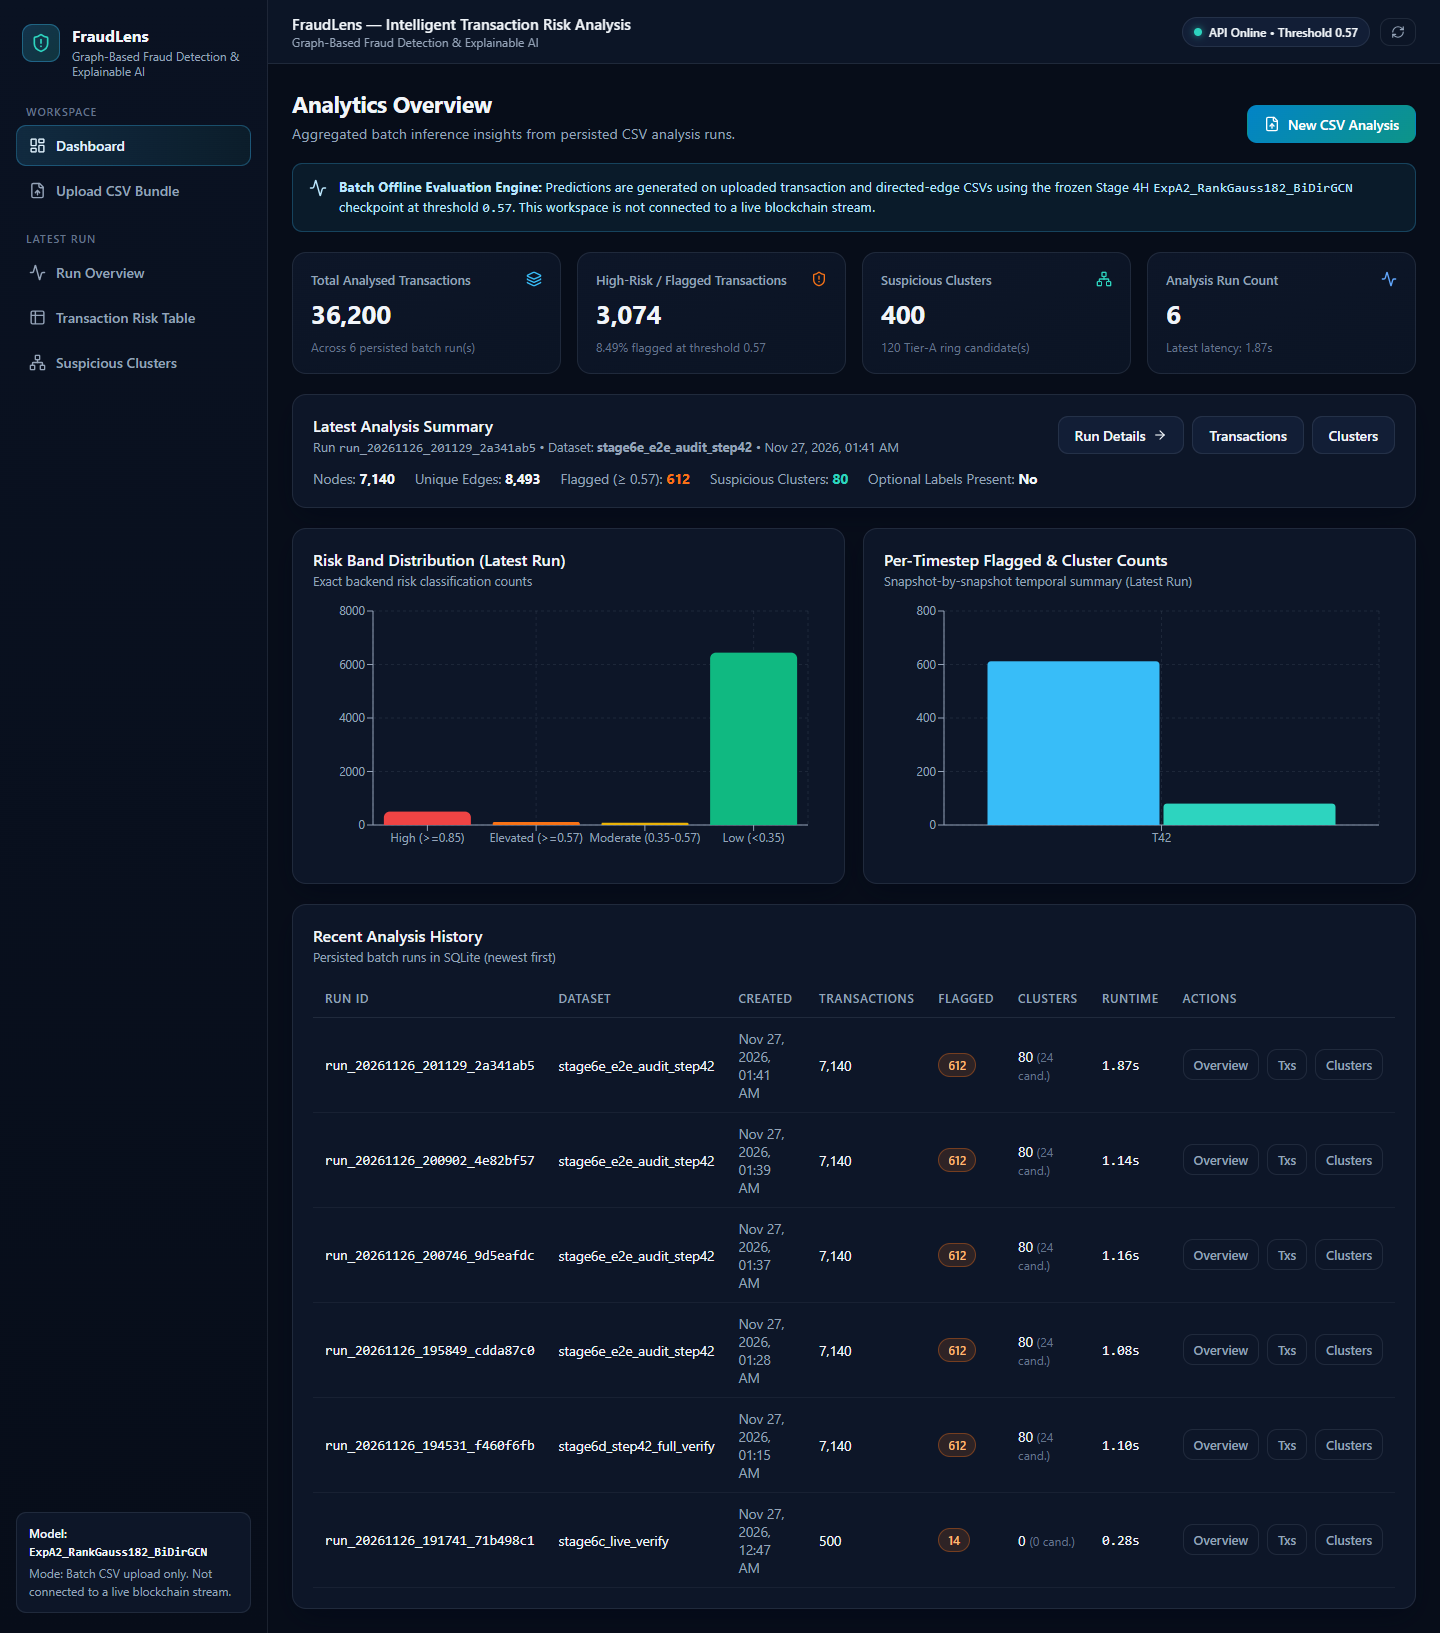 FraudLens
Graph-Based Fraud Detection &
Explainable AI
WORKSPACE
Dashboard
Upload CSV Bundle
LATEST RUN
Run Overview
Transaction Risk Table
Suspicious Clusters
Model:
ExpA2_RankGauss182_BiDirGCN
Mode: Batch CSV upload only. Not
connected to a live blockchain stream.
FraudLens — Intelligent Transaction Risk Analysis
Graph-Based Fraud Detection & Explainable AI
API Online • Threshold 0.57
Analytics Overview
Aggregated batch inference insights from persisted CSV analysis runs.
New CSV Analysis
Batch Offline Evaluation Engine: Predictions are generated on uploaded transaction and directed-edge CSVs using the frozen Stage 4H ExpA2_RankGauss182_BiDirGCN
checkpoint at threshold 0.57. This workspace is not connected to a live blockchain stream.
Total Analysed Transactions
36,200
Across 6 persisted batch run(s)
High-Risk / Flagged Transactions
3,074
8.49% flagged at threshold 0.57
Suspicious Clusters
400
120 Tier-A ring candidate(s)
Analysis Run Count
6
Latest latency: 1.87s
Latest Analysis Summary
Run run_20261126_201129_2a341ab5 • Dataset: stage6e_e2e_audit_step42 • Nov 27, 2026, 01:41 AM
Run Details →
Transactions
Clusters
Nodes: 7,140 Unique Edges: 8,493 Flagged (≥ 0.57): 612 Suspicious Clusters: 80 Optional Labels Present: No
Risk Band Distribution (Latest Run)
Exact backend risk classification counts
8000
6000
4000
2000
0
High (>=0.85) Elevated (>=0.57) Moderate (0.35-0.57) Low (<0.35)
Per-Timestep Flagged & Cluster Counts
Snapshot-by-snapshot temporal summary (Latest Run)
800
600
400
200
0
T42
Recent Analysis History
Persisted batch runs in SQLite (newest first)
RUN ID DATASET CREATED TRANSACTIONS FLAGGED CLUSTERS RUNTIME ACTIONS
run_20261126_201129_2a341ab5 stage6e_e2e_audit_step42 Nov 27, 2026, 01:41 AM 7,140 612 80 (24 cand.) 1.87s Overview Txs Clusters
run_20261126_200902_4e82bf57 stage6e_e2e_audit_step42 Nov 27, 2026, 01:39 AM 7,140 612 80 (24 cand.) 1.14s Overview Txs Clusters
run_20261126_200746_9d5eafdc stage6e_e2e_audit_step42 Nov 27, 2026, 01:37 AM 7,140 612 80 (24 cand.) 1.16s Overview Txs Clusters
run_20261126_195849_cdda87c0 stage6e_e2e_audit_step42 Nov 27, 2026, 01:28 AM 7,140 612 80 (24 cand.) 1.08s Overview Txs Clusters
run_20261126_194531_f460f6fb stage6d_step42_full_verify Nov 27, 2026, 01:15 AM 7,140 612 80 (24 cand.) 1.10s Overview Txs Clusters
run_20261126_191741_71b498c1 stage6c_live_verify Nov 27, 2026, 12:47 AM 500 14 0 (0 cand.) 0.28s Overview Txs Clusters